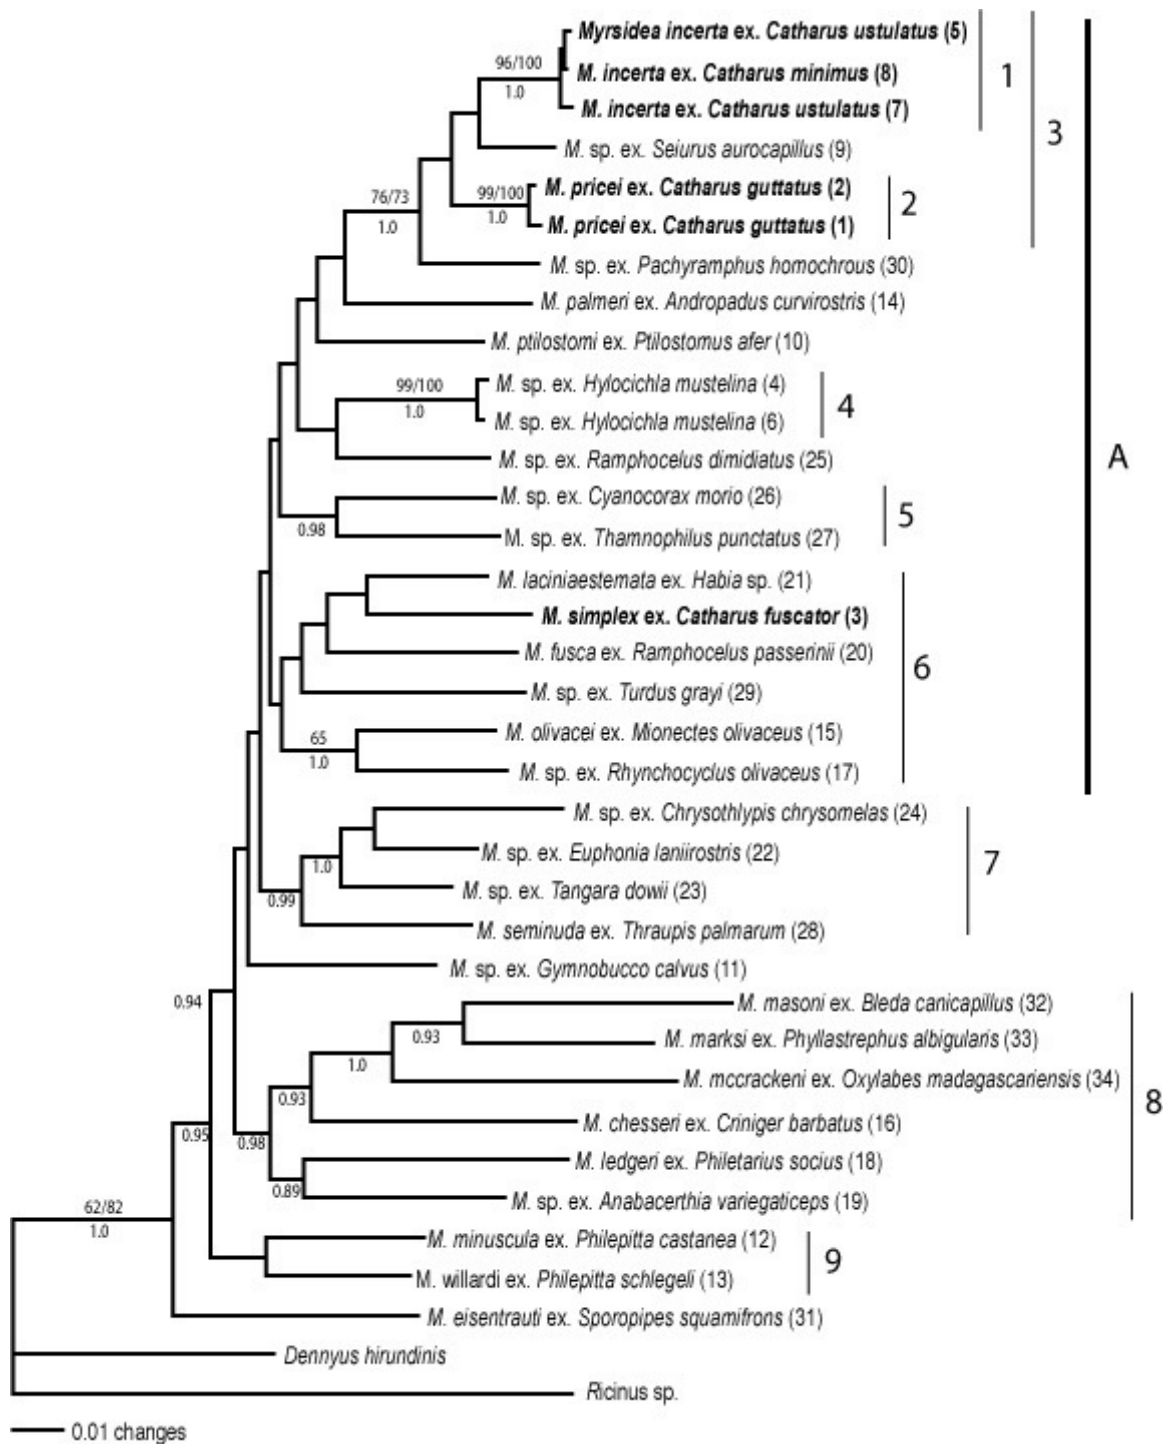 Myrsidea incerta ex. Catharus ustulatus (5)
96/100
M. incerta ex. Catharus minimus (8)
1
1.0
M. incerta ex. Catharus ustulatus (7)
3
M. sp. ex. Seiurus aurocapillus (9)
M. pricei ex. Catharus guttatus (2)
76/73
99/100
2
1.0
1.0
M. pricei ex. Catharus guttatus (1)
M. sp. ex. Pachyramphus homochrous (30)
M. palmeri ex. Andropadus curvirostris (14)
M. ptilostomi ex. Ptilostomus afer (10)
99/100
M. sp. ex. Hylocichla mustelina (4)
4
1.0
M. sp. ex. Hylocichla mustelina (6)
A
M. sp. ex. Ramphocelus dimidiatus (25)
M. sp. ex. Cyanocorax morio (26)
5
0.98
M. sp. ex. Thamnophilus punctatus (27)
M. laciniaestemata ex. Habia sp. (21)
M. simplex ex. Catharus fuscator (3)
M. fusca ex. Ramphocelus passerinii (20)
6
M. sp. ex. Turdus grayi (29)
65
M. olivacei ex. Mionectes olivaceus (15)
1.0
M. sp. ex. Rhynchocyclus olivaceus (17)
M. sp. ex. Chrysothlypis chrysomelas (24)
M. sp. ex. Euphonia laniirostris (22)
7
1.0
M. sp. ex. Tangara dowii (23)
0.99
M. seminuda ex. Thraupis palmarum (28)
M. sp. ex. Gymnobucco calvus (11)
0.94
M. masoni ex. Bleda canicapillus (32)
0.93
M. marksi ex. Phyllastrephus albigularis (33)
1.0
M. mccrackeni ex. Oxylabes madagascariensis (34)
8
0.93
M. chesseri ex. Criniger barbatus (16)
0.95
0.98
M. ledgeri ex. Philetarius socius (18)
0.89
M. sp. ex. Anabacerthia variegaticeps (19)
62/82
1.0
M. minuscula ex. Philepitta castanea (12)
9
M. willardi ex. Philepitta schlegeli (13)
M. eisentrauti ex. Sporopipes squamifrons (31)
Dennyus hirundinis
Ricinus sp.
0.01 changes